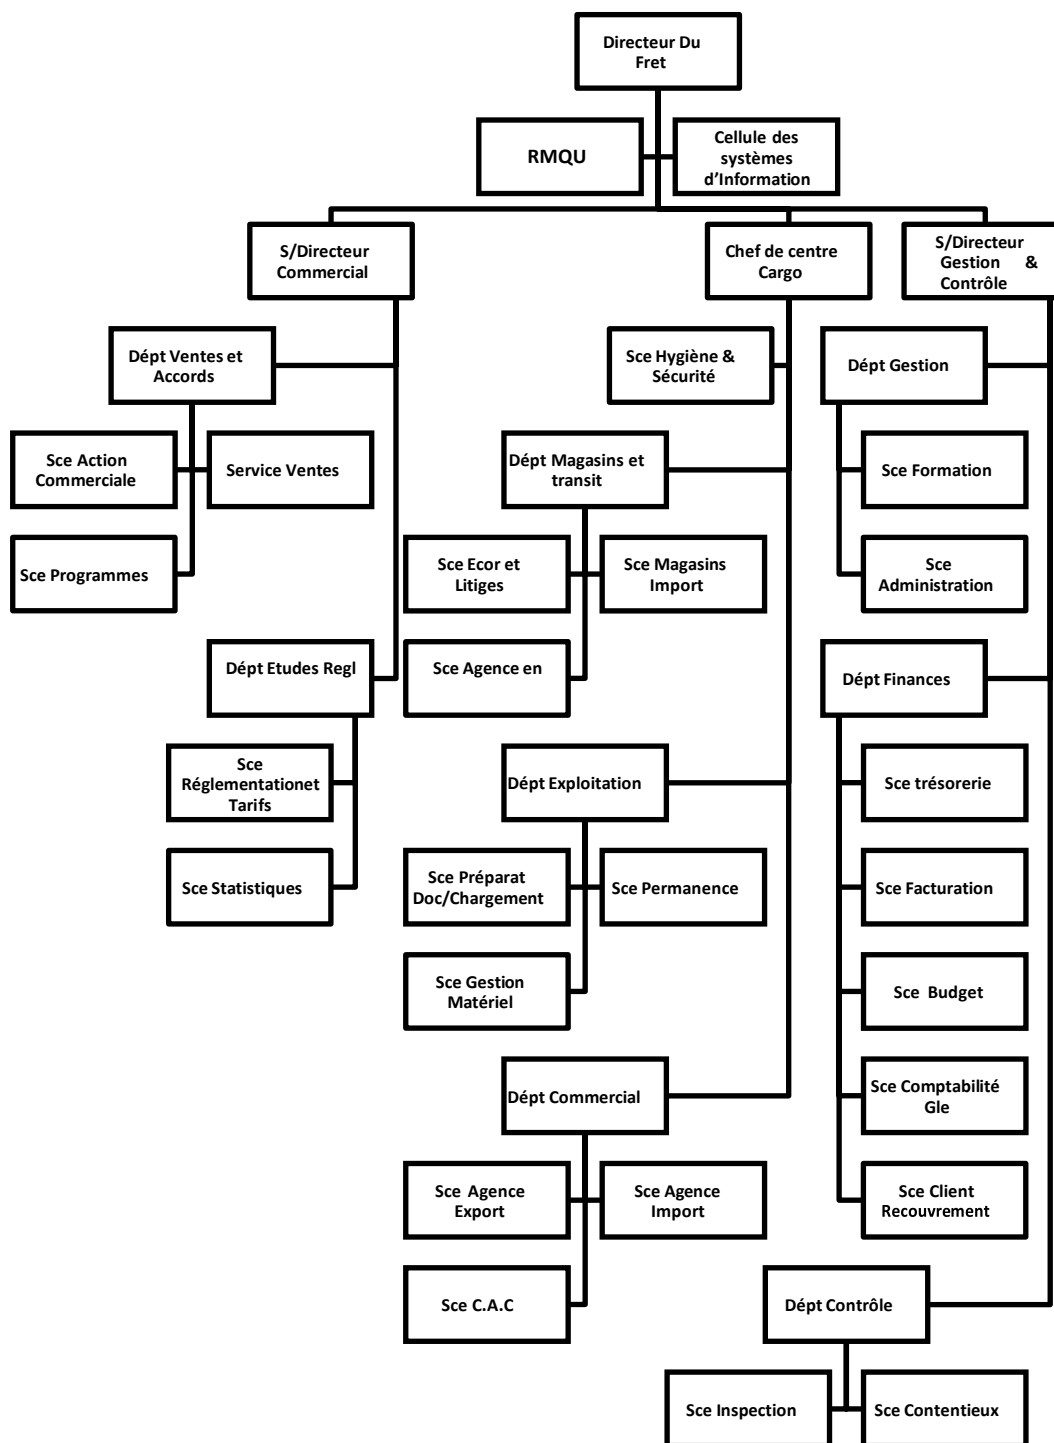 Directeur Du
Fret
RMQU
Cellule des
systèmes
d’Information
S/Directeur
Commercial
Chef de centre
Cargo
S/Directeur
Gestion &
Contrôle
Dépt Ventes et
Accords
Sce Hygiène &
Sécurité
Dépt Gestion
Sce Action
Commerciale
Service Ventes
Dépt Magasins et
transit
Sce Formation
Sce Programmes
Sce Ecor et
Litiges
Sce Magasins
Import
Sce
Administration
Dépt Etudes Regl
Sce Agence en
Dépt Finances
Sce
Réglementationet
Tarifs
Dépt Exploitation
Sce trésorerie
Sce Statistiques
Sce Préparat
Doc/Chargement
Sce Permanence
Sce Facturation
Sce Gestion
Matériel
Sce Budget
Dépt Commercial
Sce Comptabilité
Gle
Sce Agence
Export
Sce Agence
Import
Sce Client
Recouvrement
Sce C.A.C
Dépt Contrôle
Sce Inspection
Sce Contentieux